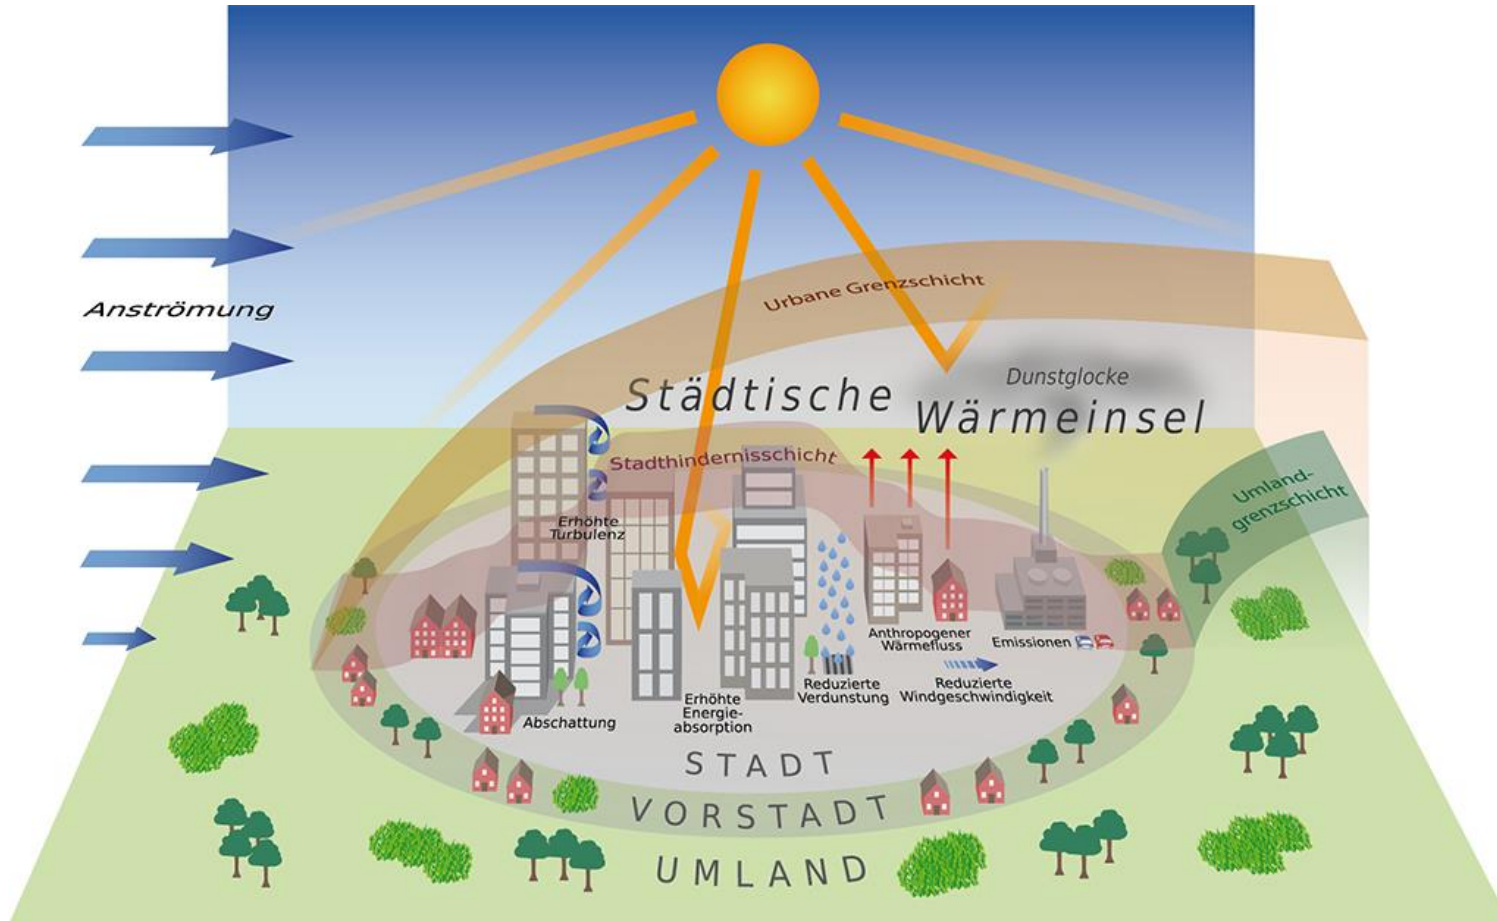 Anströmung
Urbane Grenzschicht
Dunstglocke
Städtische
Wärmeinsel
Stadthindernisschicht
Umland-
grenzschicht
Erhöhte
Turbulenz
Anthropogener
Wärmefluss
Emissionen
Reduzierte
Verdunstung
Reduzierte
Windgeschwindigkeit
Erhöhte
Energie-
absorption
Abschattung
STADT
VORSTADT
UMLAND